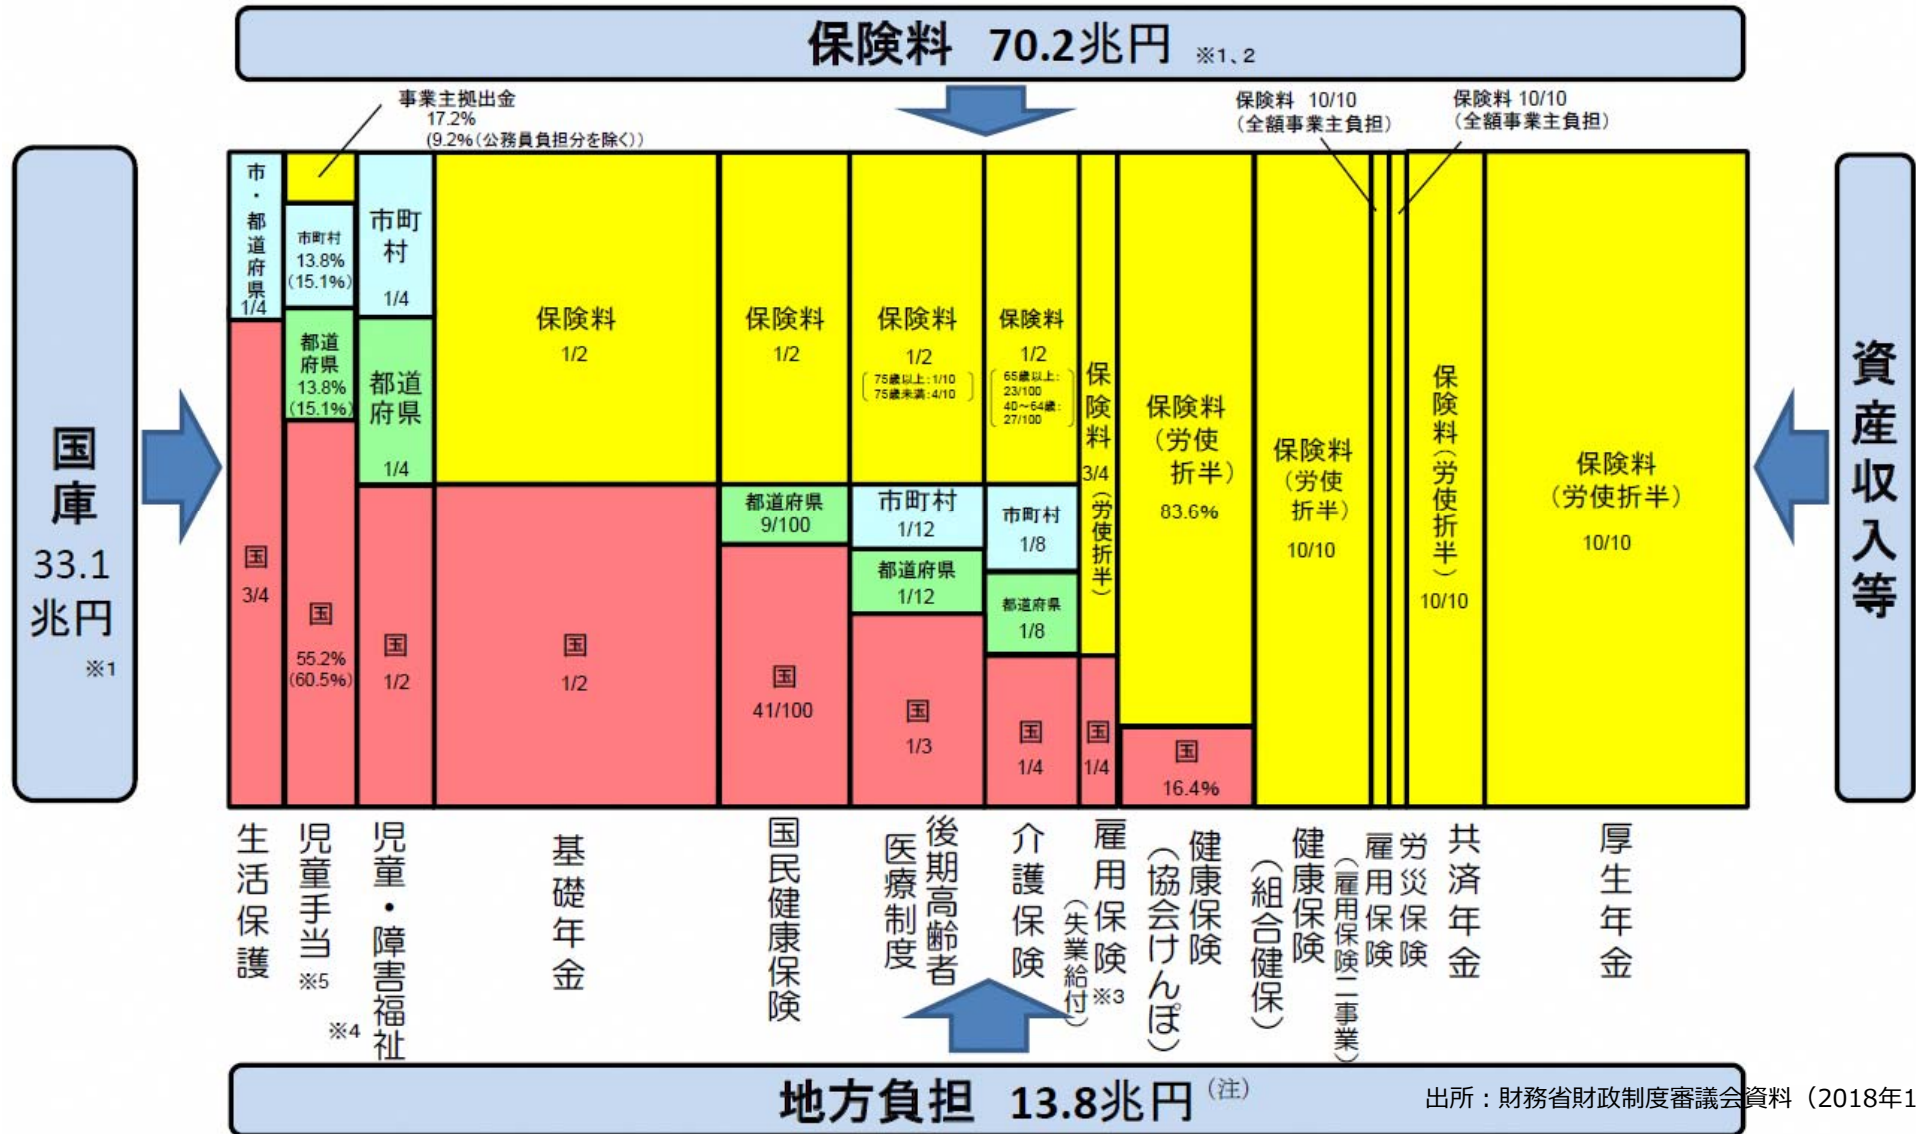 保険料 70.2兆円 ※1、2
事業主拠出金
17.2%
(9.2%(公務員負担分を除く))
保険料 10/10
(全額事業主負担)
保険料 10/10
(全額事業主負担)
国庫
33.1
兆円
※1
市・都道府県
1/4
国
3/4
市町村
13.8%
(15.1%)
都道
府県
13.8%
(15.1%)
国
55.2%
(60.5%)
市町
村
1/4
都道
府県
1/4
国
1/2
保険料
1/2
国
1/2
保険料
1/2
都道府県
9/100
国
41/100
保険料
1/2
75歳以上:1/10
75歳未満:4/10
市町村
1/12
都道府県
1/12
国
1/3
保険料
1/2
65歳以上:
23/100
40~64歳:
27/100
市町村
1/8
都道府県
1/8
国
1/4
保険料
3/4
(労使折半)
国
1/4
保険料
(労使
折半)
83.6%
国
16.4%
保険料
(労使
折半)
10/10
保険料(労使折半)
10/10
保険料
(労使折半)
10/10
資産収入等
生活保護
児童手当
※5
児童・障害福祉
※4
基礎年金
国民健康保険
後期高齢者
医療制度
介護保険
雇用保険
※3
(失業給付)
健康保険
(協会けんぽ)
健康保険
(組合健保)
雇用保険
(雇用保険二事業)
労災保険
共済年金
厚生年金
地方負担 13.8兆円 (注)
出所:財務省財政制度審議会資料(2018年1